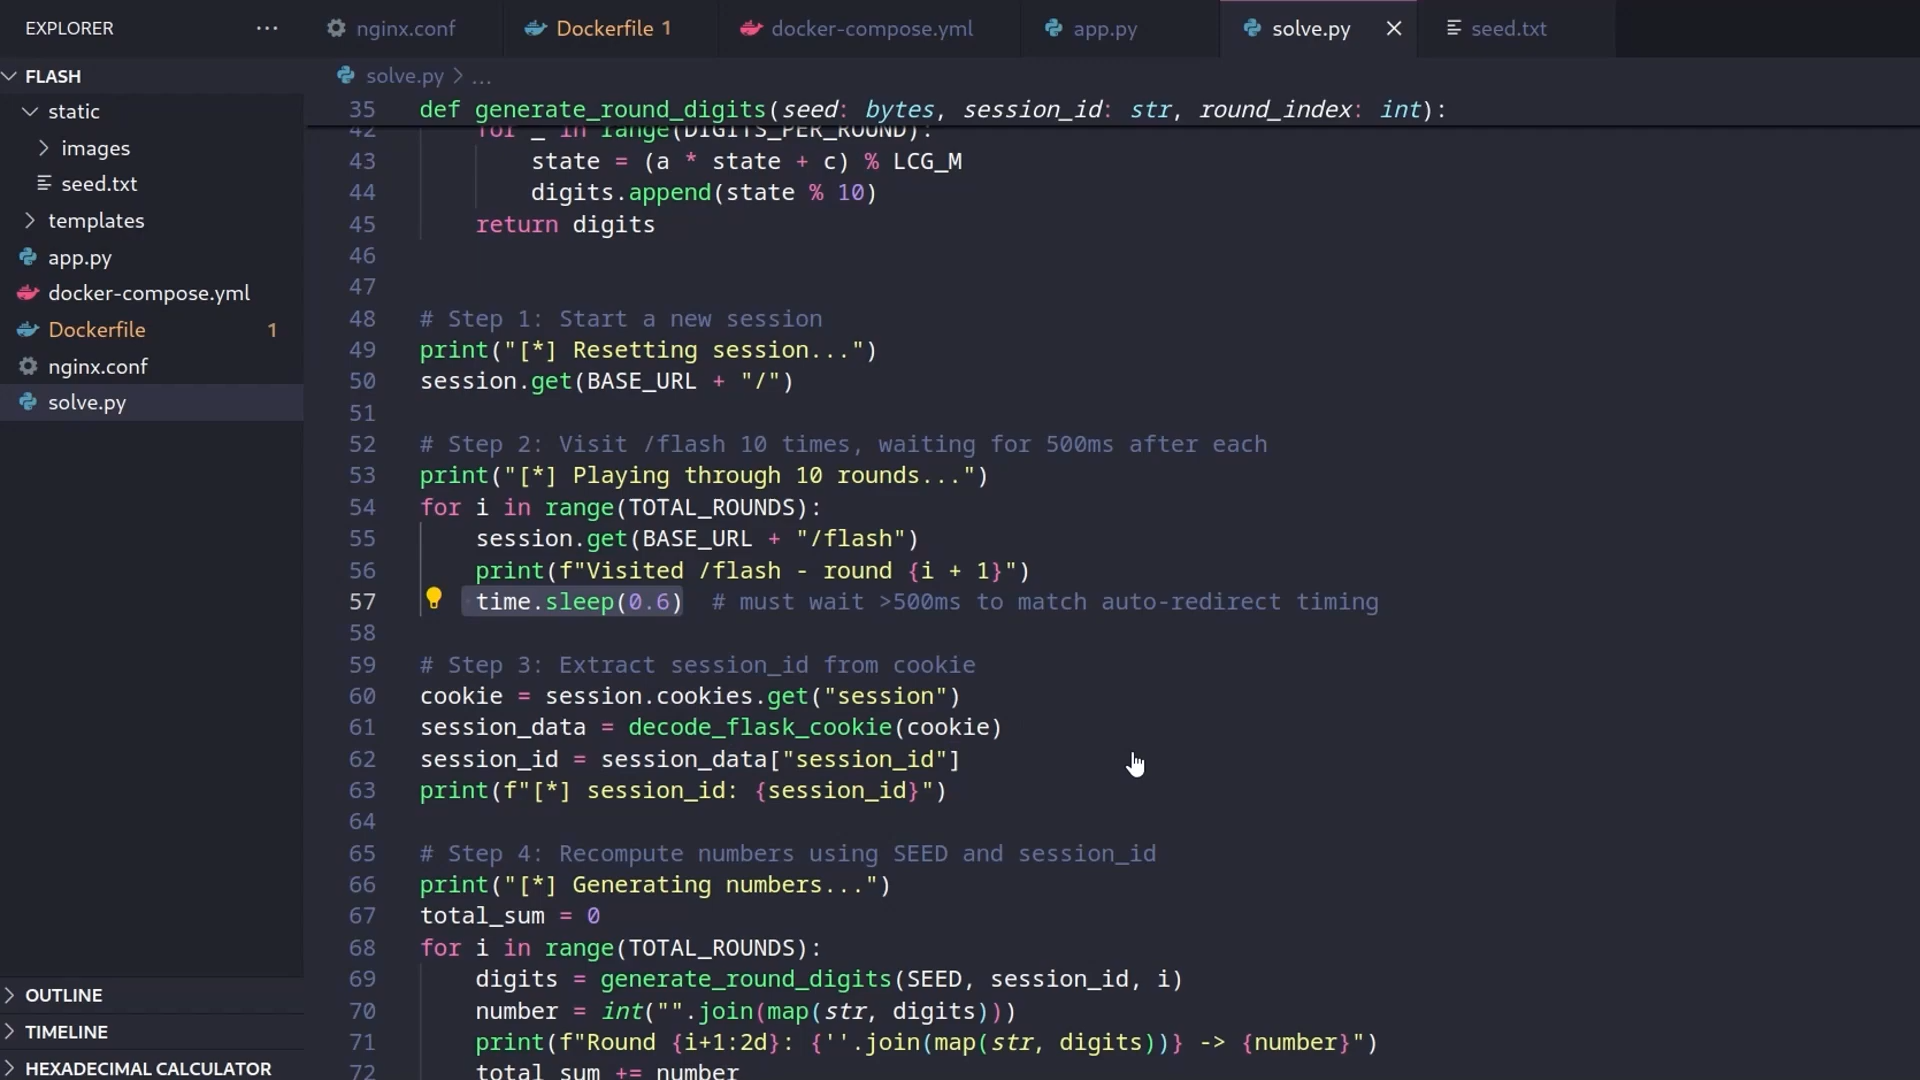 EXPLORER
nginx.conf
Dockerfile 1
docker-compose.yml
app.py
solve.py
seed.txt
FLASH
static
images
seed.txt
templates
app.py
docker-compose.yml
Dockerfile 1
nginx.conf
solve.py
OUTLINE
TIMELINE
HEXADECIMAL CALCULATOR
solve.py > ...
35 def generate_round_digits(seed: bytes, session_id: str, round_index: int):
42 for _ in range(DIGITS_PER_ROUND):
43 state = (a * state + c) % LCG_M
44 digits.append(state % 10)
45 return digits
46
47
48 # Step 1: Start a new session
49 print("[*] Resetting session...")
50 session.get(BASE_URL + "/")
51
52 # Step 2: Visit /flash 10 times, waiting for 500ms after each
53 print("[*] Playing through 10 rounds...")
54 for i in range(TOTAL_ROUNDS):
55 session.get(BASE_URL + "/flash")
56 print(f"Visited /flash - round {i + 1}")
57 time.sleep(0.6) # must wait >500ms to match auto-redirect timing
58
59 # Step 3: Extract session_id from cookie
60 cookie = session.cookies.get("session")
61 session_data = decode_flask_cookie(cookie)
62 session_id = session_data["session_id"]
63 print(f"[*] session_id: {session_id}")
64
65 # Step 4: Recompute numbers using SEED and session_id
66 print("[*] Generating numbers...")
67 total_sum = 0
68 for i in range(TOTAL_ROUNDS):
69 digits = generate_round_digits(SEED, session_id, i)
70 number = int("".join(map(str, digits)))
71 print(f"Round {i+1:2d}: {''.join(map(str, digits))} -> {number}")
72 total_sum += number